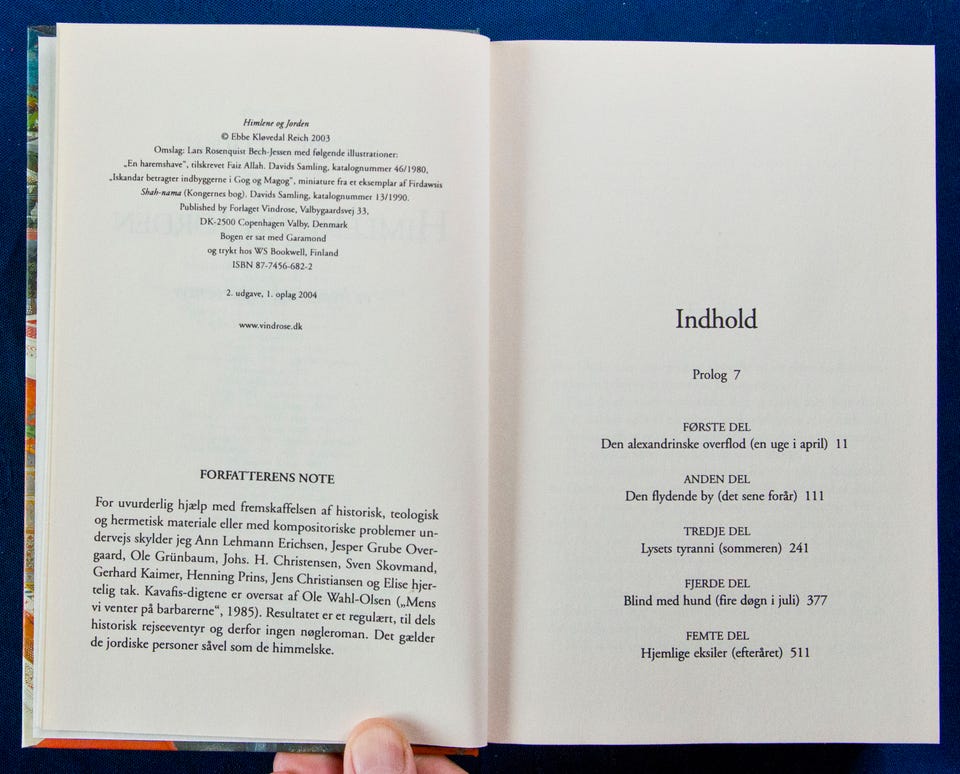 Himlene og Jorden
© Ebbe Kløvedal Reich 2003
Omslag: Lars Rosenquist Bech-Jessen med følgende illustrationer:
„En haremshave”, tilskrevet Faiz Allah. Davids Samling, katalognummer 46/1980,
„Iskandar betragter indbyggerne i Gog og Magog”, miniature fra et eksemplar af Firdawsis
Shah-nama (Kongernes bog). Davids Samling, katalognummer 13/1990.
Published by Forlaget Vindrose, Valbygaardsvej 33,
DK-2500 Copenhagen Valby, Denmark
Bogen er sat med Garamond
og trykt hos WS Bookwell, Finland
ISBN 87-7456-682-2
2. udgave, 1. oplag 2004
www.vindrose.dk
FORFATTERENS NOTE
For uvurderlig hjælp med fremskaffelsen af historisk, teologisk
og hermetisk materiale eller med kompositoriske problemer un-
dervejs skylder jeg Ann Lehmann Erichsen, Jesper Grube Over-
gaard, Ole Grünbaum, Johs. H. Christensen, Sven Skovmand,
Gerhard Kaimer, Henning Prins, Jens Christiansen og Elise hjer-
telig tak. Kavafis-digtene er oversat af Ole Wahl-Olsen („Mens
vi venter på barbarerne“, 1985). Resultatet er et regulært, til dels
historisk rejseeventyr og derfor ingen nøgleroman. Det gælder
de jordiske personer såvel som de himmelske.
Indhold
Prolog 7
FØRSTE DEL
Den alexandrinske overflod (en uge i april) 11
ANDEN DEL
Den flydende by (det sene forår) 111
TREDJE DEL
Lysets tyranni (sommeren) 241
FJERDE DEL
Blind med hund (fire døgn i juli) 377
FEMTE DEL
Hjemlige eksiler (efteråret) 511